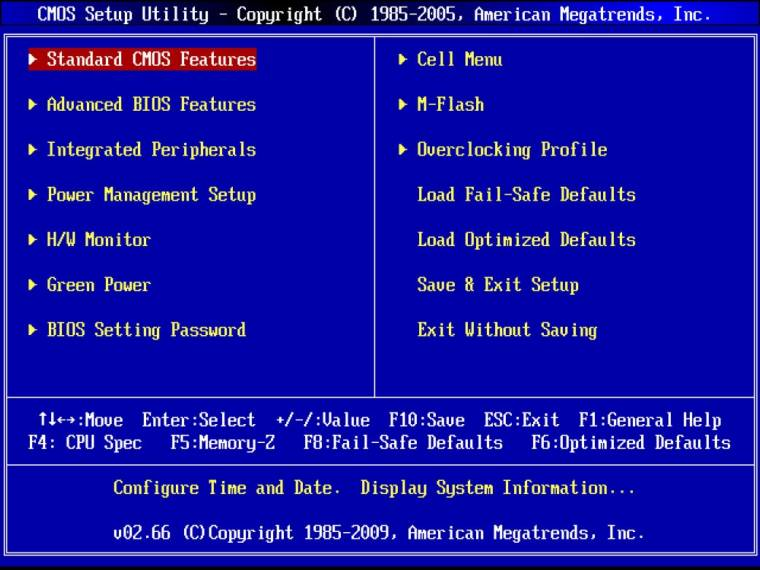 CMOS Setup Utility - Copyright (C) 1985-2005, American Megatrends, Inc.
Standard CMOS Features
Advanced BIOS Features
Integrated Peripherals
Power Management Setup
H/W Monitor
Green Power
BIOS Setting Password
Cell Menu
M-Flash
Overclocking Profile
Load Fail-Safe Defaults
Load Optimized Defaults
Save & Exit Setup
Exit Without Saving
↑↓←→:Move  Enter:Select  +/-/:Value  F10:Save  ESC:Exit  F1:General Help
F4: CPU Spec  F5:Memory-Z  F8:Fail-Safe Defaults  F6:Optimized Defaults
Configure Time and Date.  Display System Information...
v02.66 (C)Copyright 1985-2009, American Megatrends, Inc.